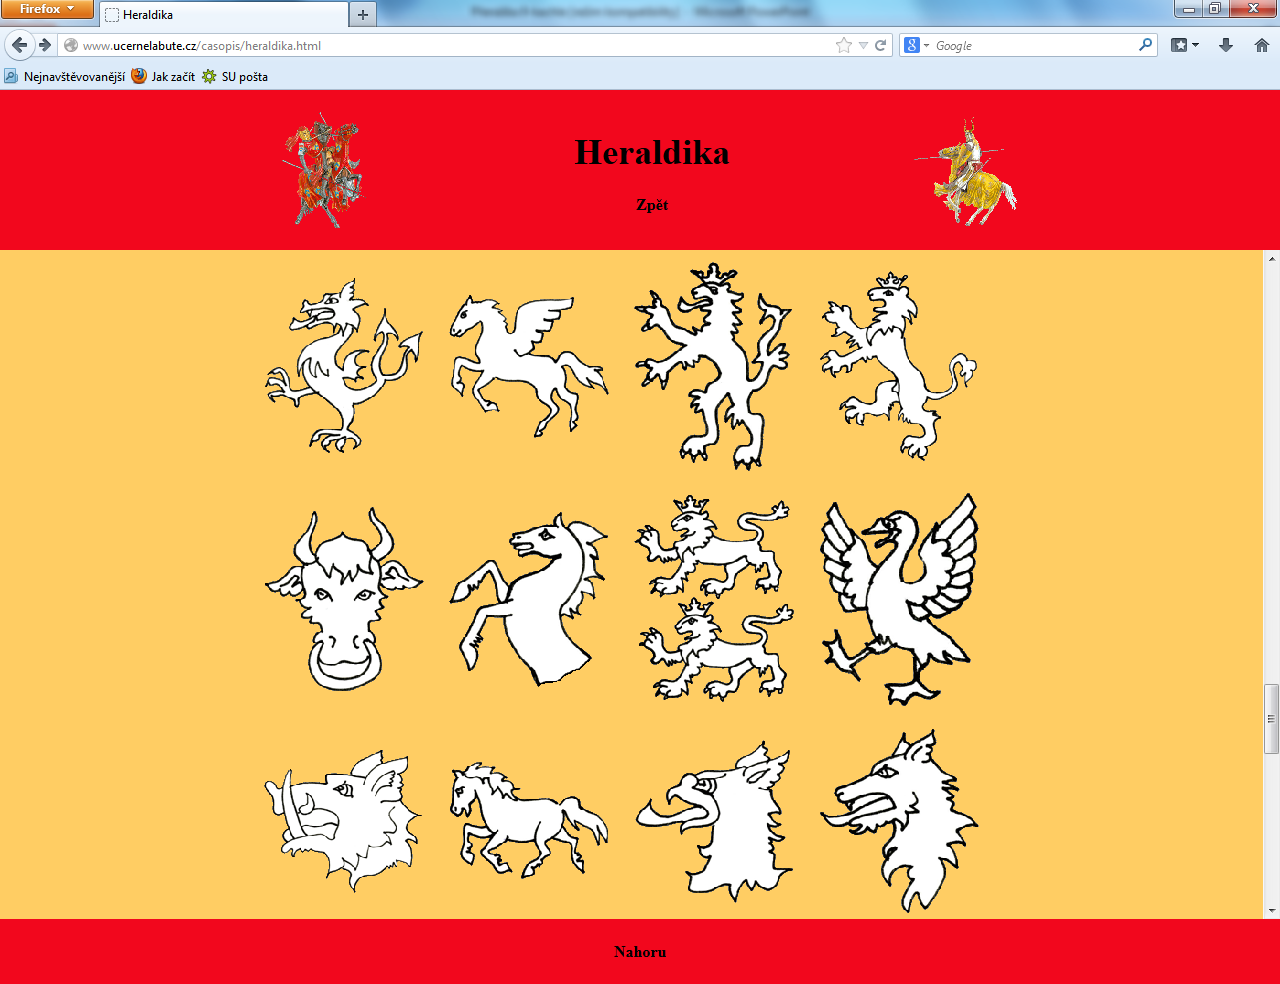 Firefox
Heraldika
www.ucernelabute.cz/casopis/heraldika.html
Google
Nejnavštěvovanější
Jak začít
SU pošta
Heraldika
Zpět
Nahoru